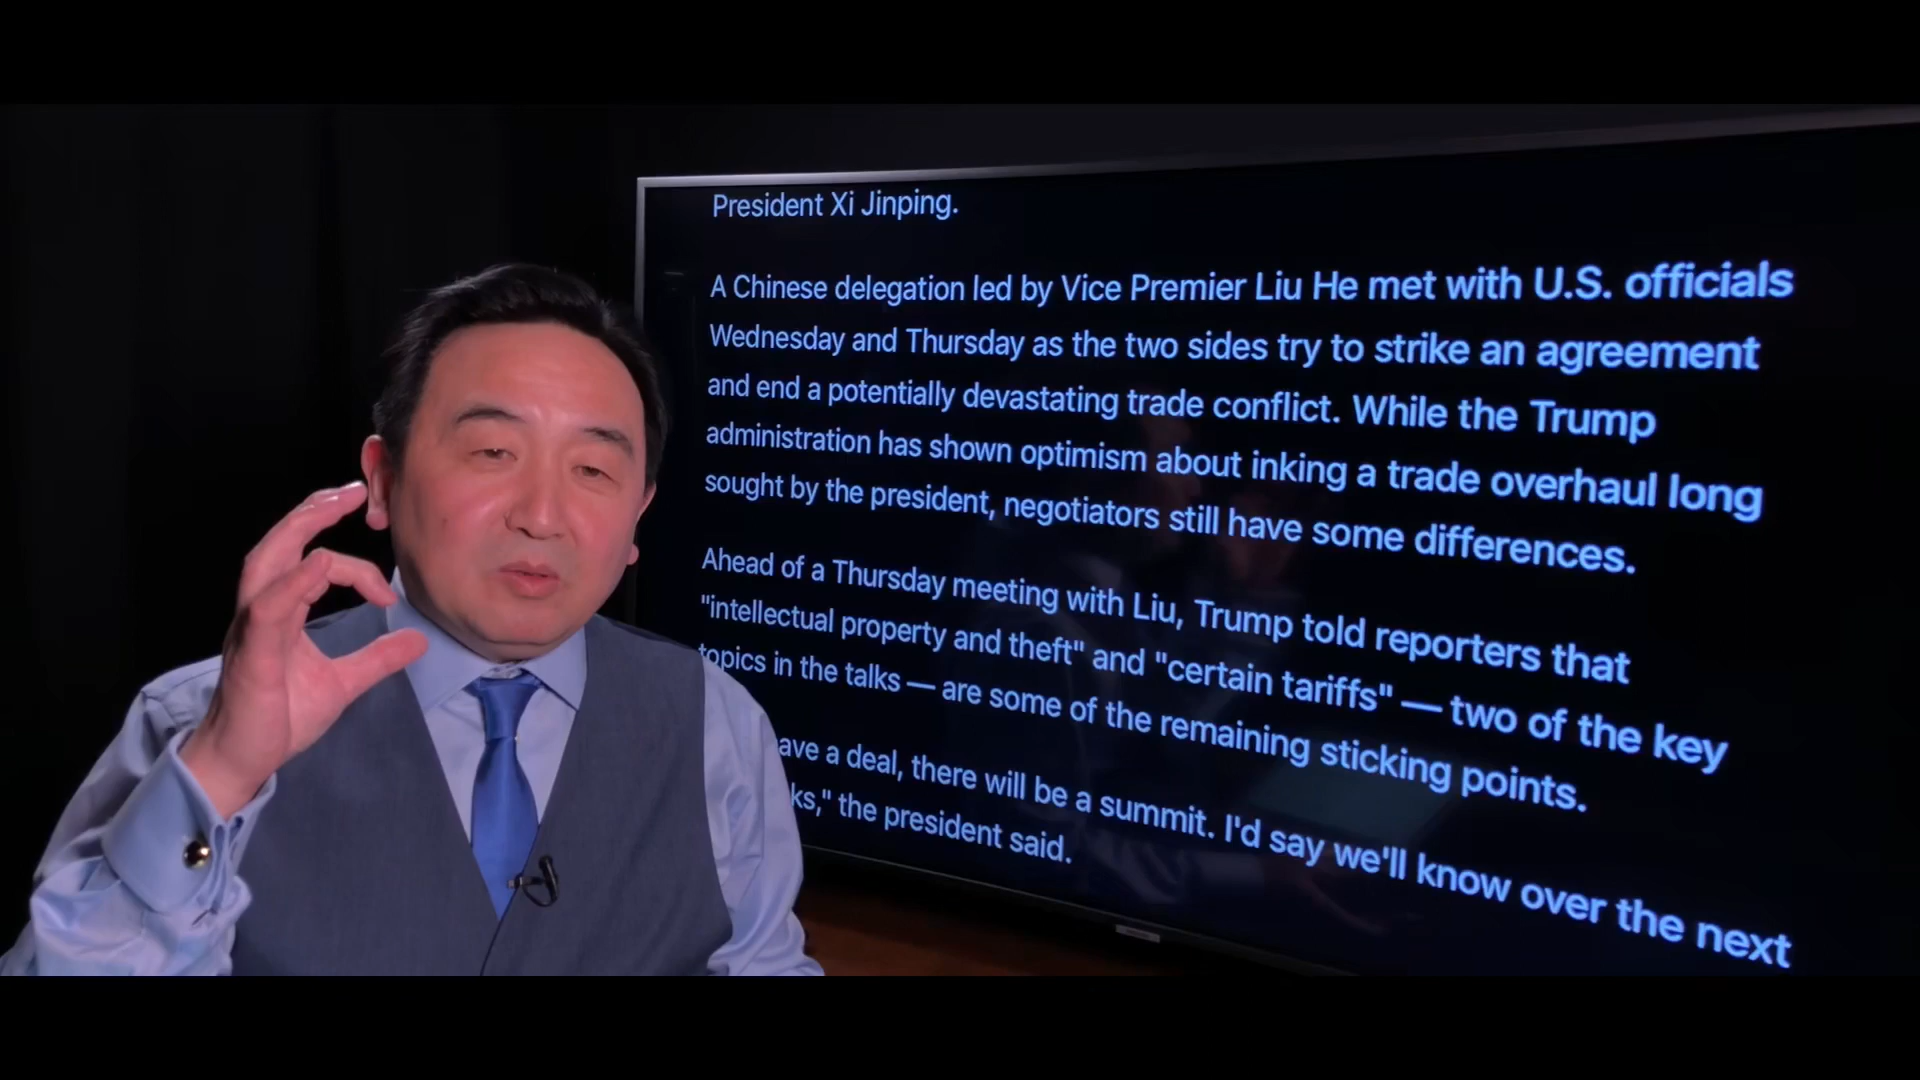 President Xi Jinping.
A Chinese delegation led by Vice Premier Liu He met with U.S. officials
Wednesday and Thursday as the two sides try to strike an agreement
and end a potentially devastating trade conflict. While the Trump
administration has shown optimism about inking a trade overhaul long
sought by the president, negotiators still have some differences.
Ahead of a Thursday meeting with Liu, Trump told reporters that
"intellectual property and theft" and "certain tariffs" — two of the key
topics in the talks — are some of the remaining sticking points.
ave a deal, there will be a summit. I'd say we'll know over the next
ks," the president said.